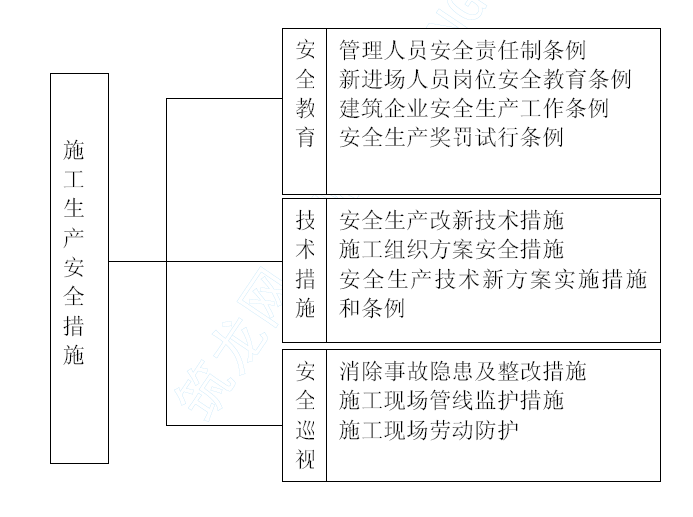 施工生产安全措施
安全教育
管理人员安全责任制条例
新进场人员岗位安全教育条例
建筑企业安全生产工作条例
安全生产奖罚试行条例
技术措施
安全生产改新技术措施
施工组织方案安全措施
安全生产技术新方案实施措施
和条例
安全巡视
消除事故隐患及整改措施
施工现场管线监护措施
施工现场劳动防护
筑龙网